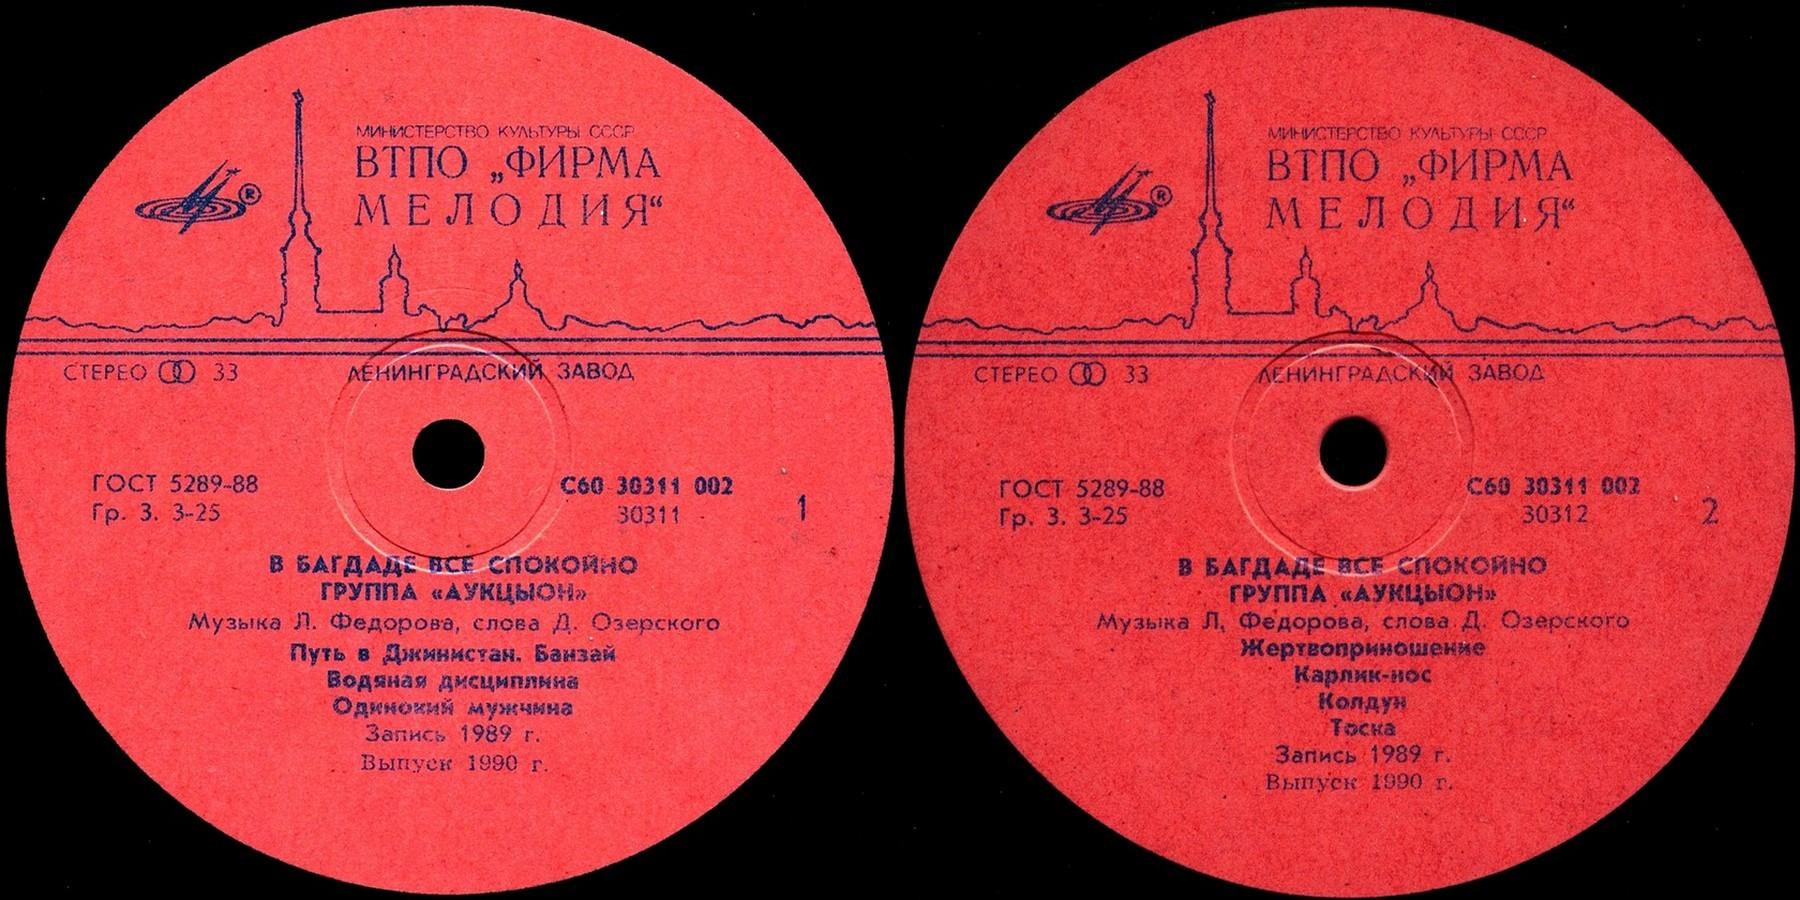 МИНИСТЕРСТВО КУЛЬТУРЫ СССР
ВТПО „ФИРМА
МЕЛОДИЯ“
®
СТЕРЕО 33
ЛЕНИНГРАДСКИЙ ЗАВОД
ГОСТ 5289-88
Гр. 3. 3-25
С60 30311 002
30311
1
В БАГДАДЕ ВСЕ СПОКОЙНО
ГРУППА «АУКЦЫОН»
Музыка Л. Федорова, слова Д. Озерского
Путь в Джинистан. Банзай
Водяная дисциплина
Одинокий мужчина
Запись 1989 г.
Выпуск 1990 г.
МИНИСТЕРСТВО КУЛЬТУРЫ СССР
ВТПО „ФИРМА
МЕЛОДИЯ“
®
СТЕРЕО 33
ЛЕНИНГРАДСКИЙ ЗАВОД
ГОСТ 5289-88
Гр. 3. 3-25
С60 30311 002
30312
2
В БАГДАДЕ ВСЕ СПОКОЙНО
ГРУППА «АУКЦЫОН»
Музыка Л. Федорова, слова Д. Озерского
Жертвоприношение
Карлик-нос
Колдун
Тоска
Запись 1989 г.
Выпуск 1990 г.